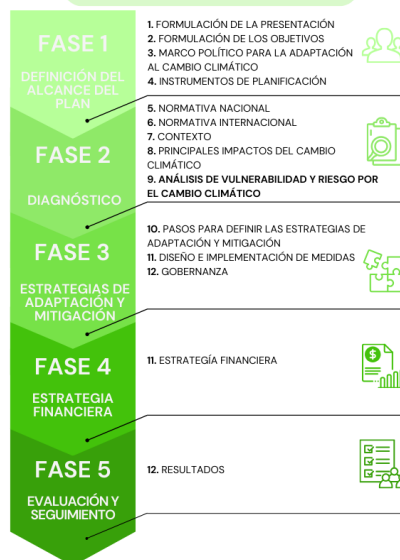 FASE 1
DEFINICIÓN DEL
ALCANCE DEL
PLAN
1. FORMULACIÓN DE LA PRESENTACIÓN
2. FORMULACIÓN DE LOS OBJETIVOS
3. MARCO POLÍTICO PARA LA ADAPTACIÓN
AL CAMBIO CLIMÁTICO
4. INSTRUMENTOS DE PLANIFICACIÓN
FASE 2
DIAGNÓSTICO
5. NORMATIVA NACIONAL
6. NORMATIVA INTERNACIONAL
7. CONTEXTO
8. PRINCIPALES IMPACTOS DEL CAMBIO
CLIMÁTICO
9. ANÁLISIS DE VULNERABILIDAD Y RIESGO POR
EL CAMBIO CLIMÁTICO
FASE 3
ESTRATEGIAS DE
ADAPTACIÓN Y
MITIGACIÓN
10. PASOS PARA DEFINIR LAS ESTRATEGIAS DE
ADAPTACIÓN Y MITIGACIÓN
11. DISEÑO E IMPLEMENTACIÓN DE MEDIDAS
12. GOBERNANZA
FASE 4
ESTRATEGIA
FINANCIERA
11. ESTRATEGÍA FINANCIERA
$
FASE 5
EVALUACIÓN Y
SEGUIMIENTO
12. RESULTADOS